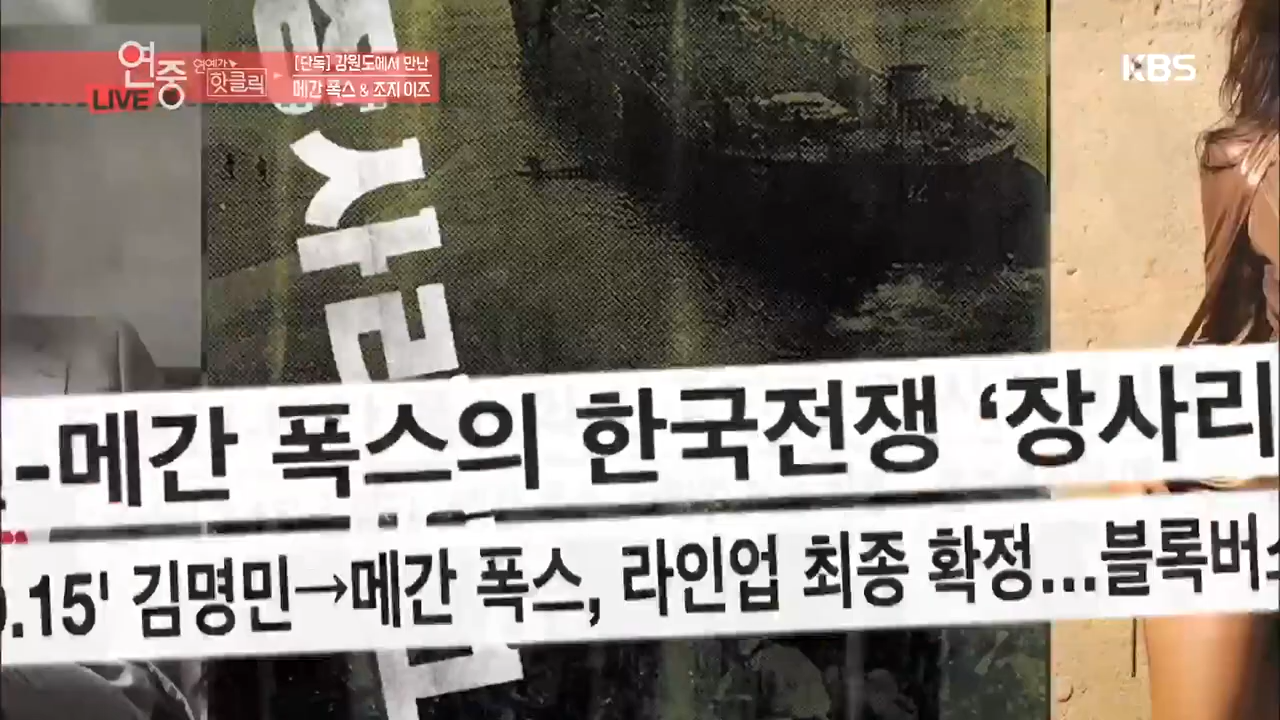 연중
LIVE
연예가
핫클릭
[단독] 강원도에서 만난
메간 폭스 & 조지 이즈
KBS
-메간 폭스의 한국전쟁 ‘장사리
.15' 김명민→메간 폭스, 라인업 최종 확정...블록버